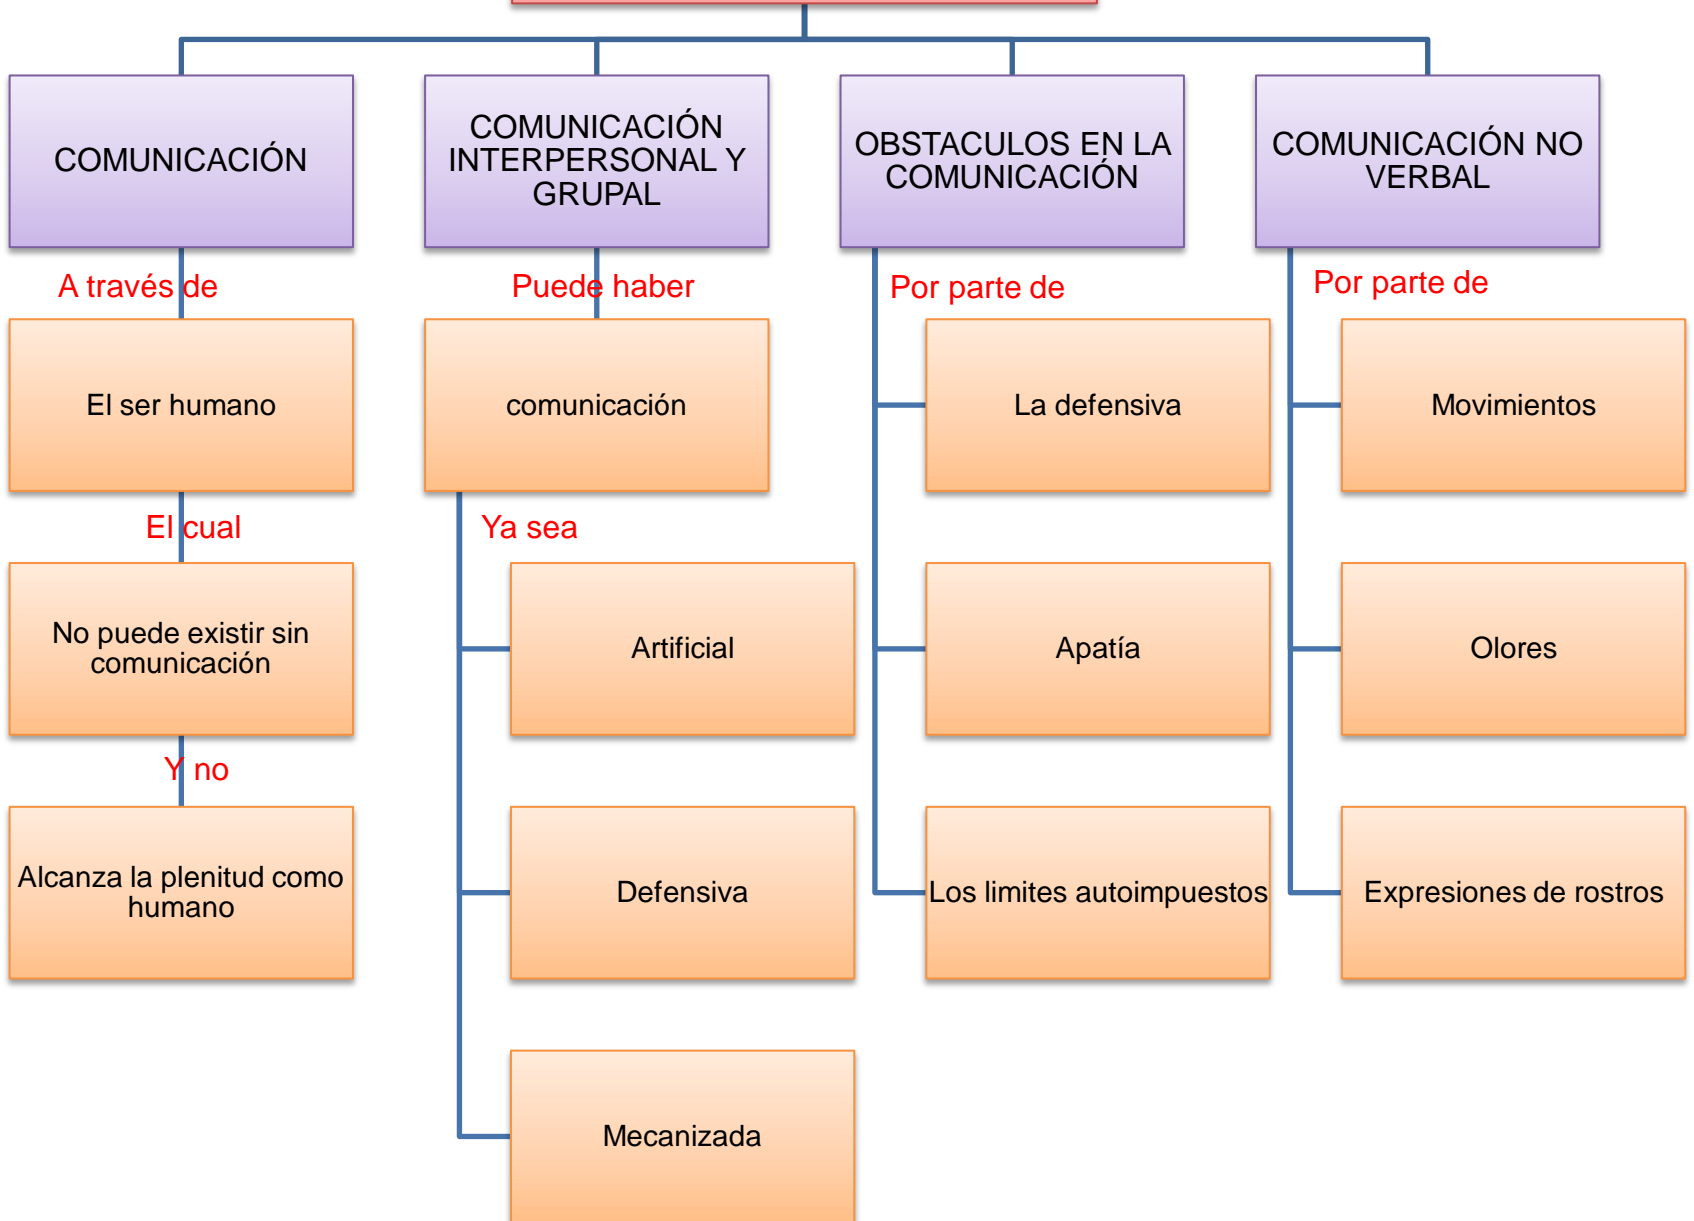 COMUNICACIÓN
COMUNICACIÓN
INTERPERSONAL Y
GRUPAL
OBSTACULOS EN LA
COMUNICACIÓN
COMUNICACIÓN NO
VERBAL
A través de
Puede haber
Por parte de
Por parte de
El ser humano
comunicación
La defensiva
Movimientos
El cual
Ya sea
No puede existir sin
comunicación
Artificial
Apatía
Olores
Y no
Alcanza la plenitud como
humano
Defensiva
Los limites autoimpuestos
Expresiones de rostros
Mecanizada